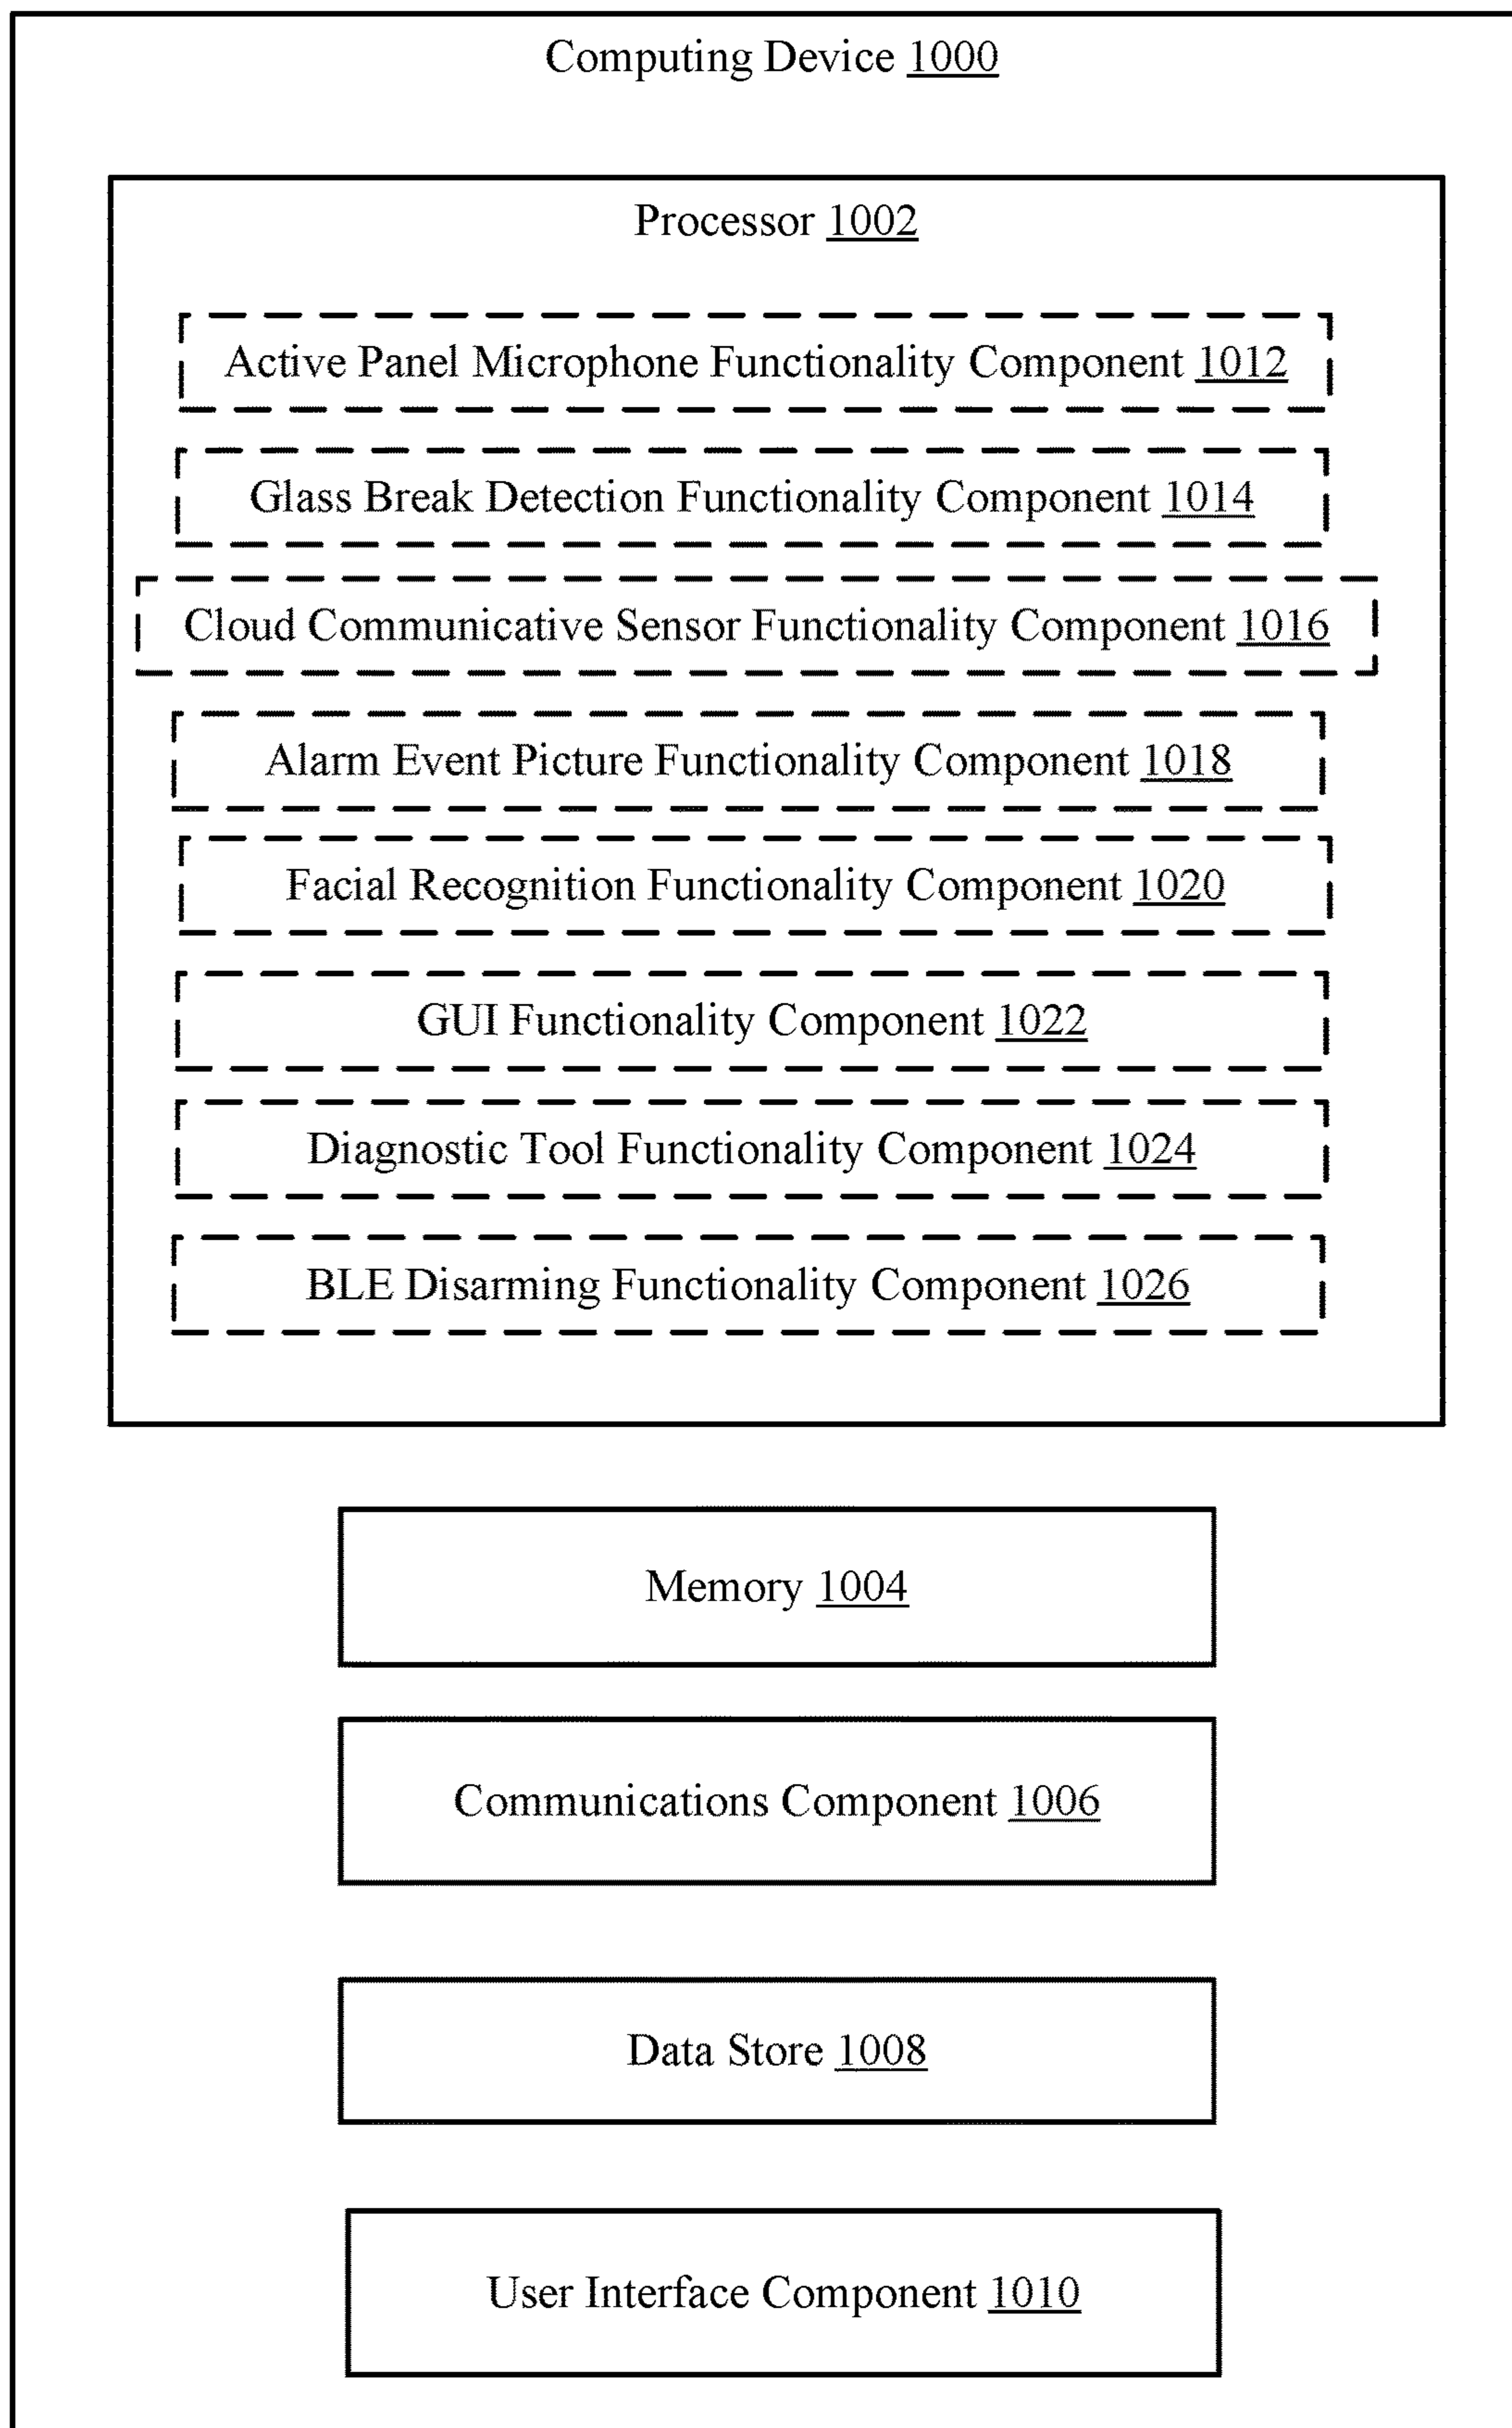 Computing Device 1000
Processor 1002
Active Panel Microphone Functionality Component 1012
Glass Break Detection Functionality Component 1014
Cloud Communicative Sensor Functionality Component 1016
Alarm Event Picture Functionality Component 1018
Facial Recognition Functionality Component 1020
GUI Functionality Component 1022
Diagnostic Tool Functionality Component 1024
BLE Disarming Functionality Component 1026
Memory 1004
Communications Component 1006
Data Store 1008
User Interface Component 1010